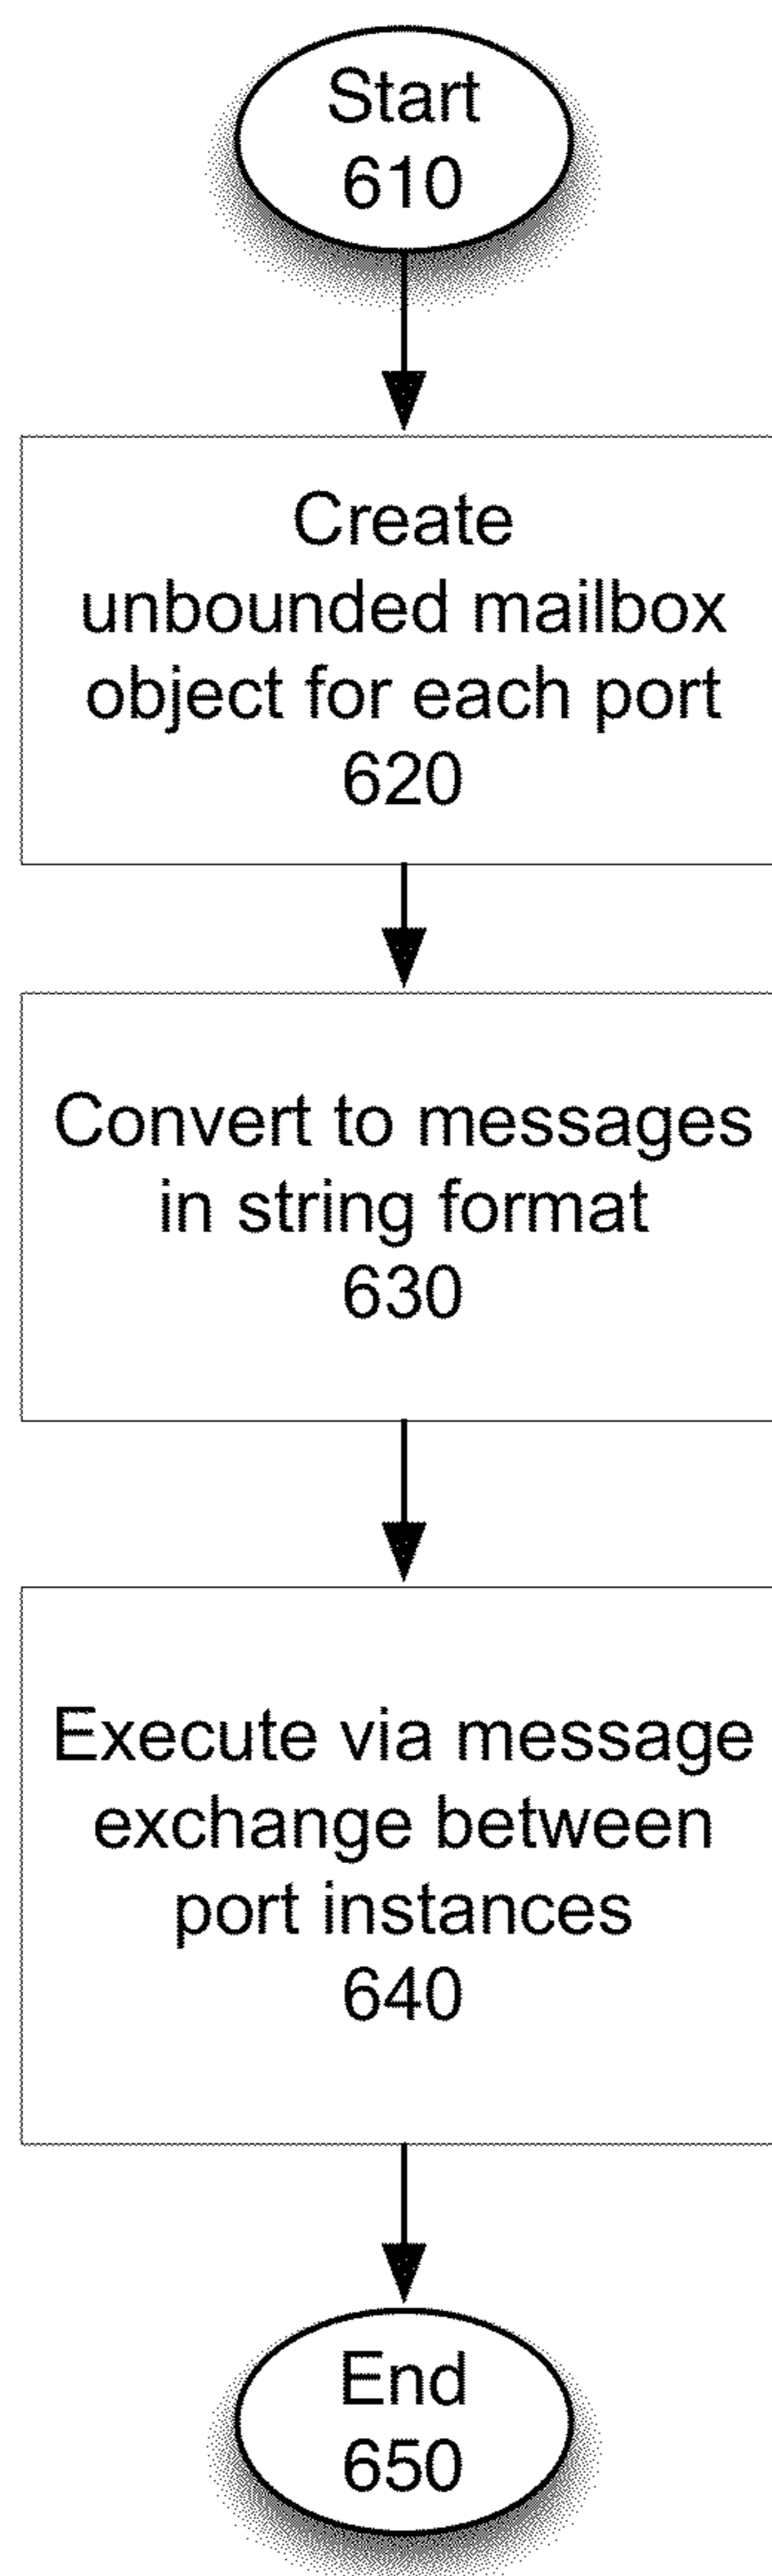 Start
610
Create
unbounded mailbox
object for each port
620
Convert to messages
in string format
630
Execute via message
exchange between
port instances
640
End
650